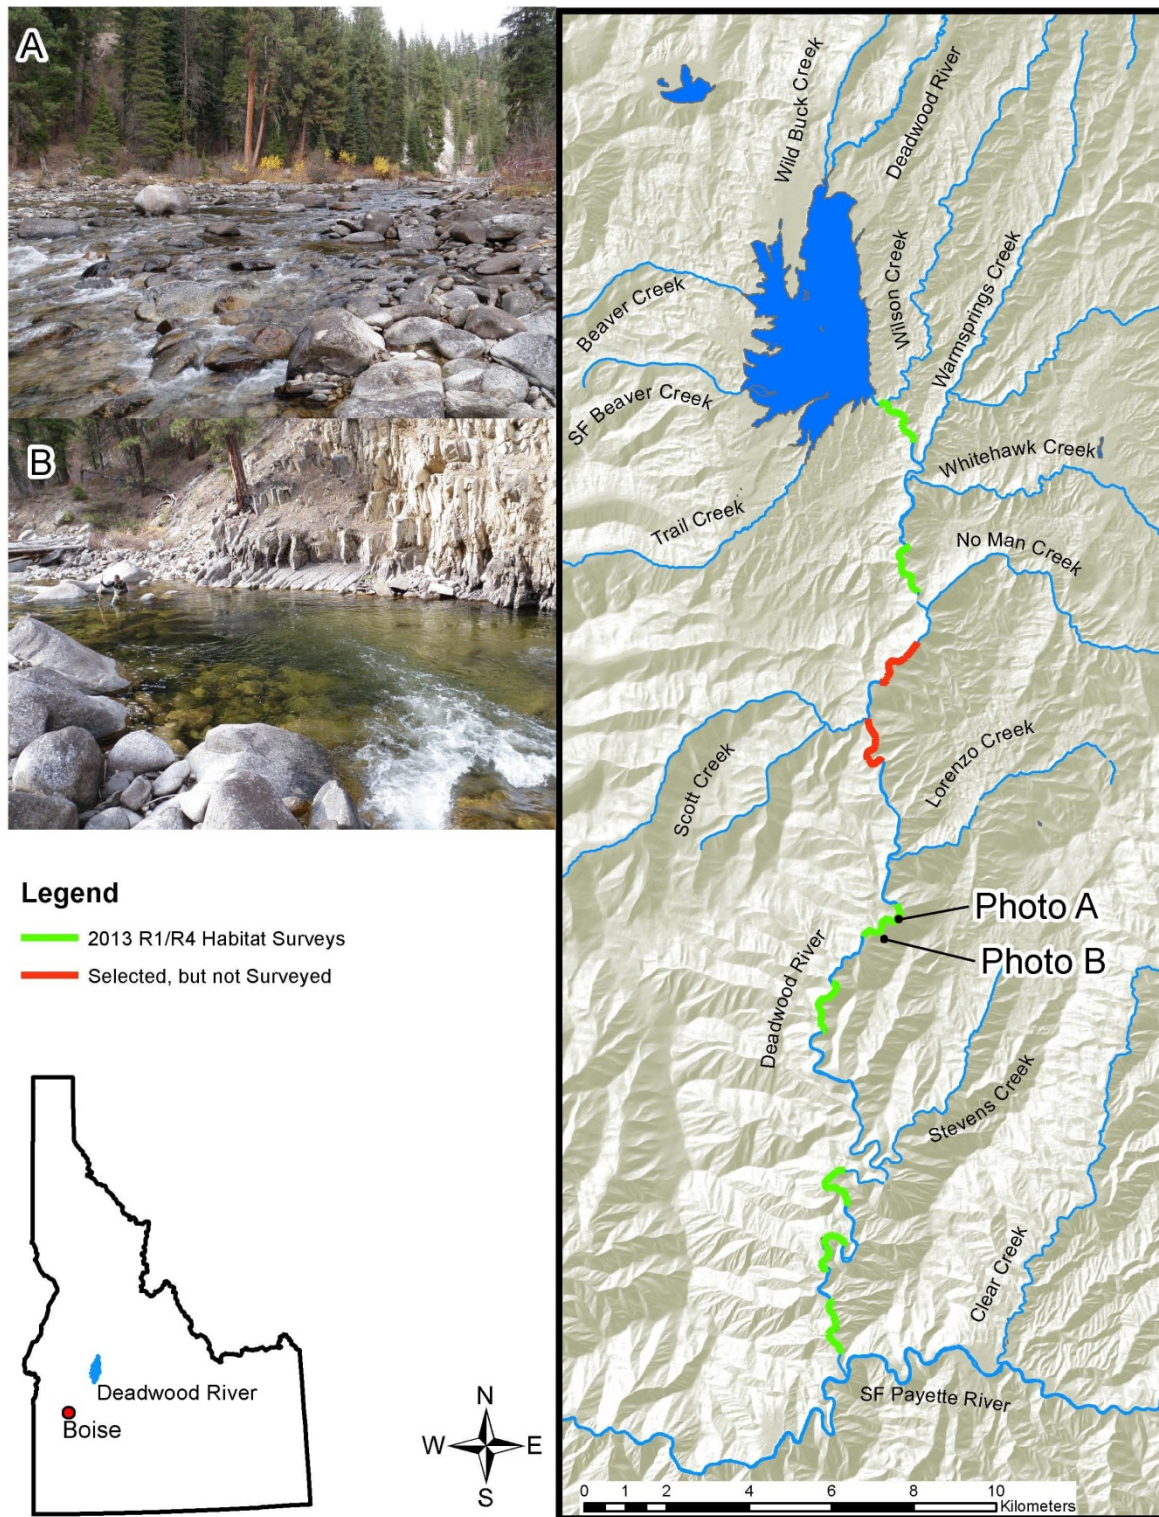 A
B
Legend
2013 R1/R4 Habitat Surveys
Selected, but not Surveyed
Deadwood River
Boise
N
W
E
S
Wild Buck Creek
Deadwood River
Beaver Creek
Wilson Creek
Warmsprings Creek
SF Beaver Creek
Whitehawk Creek
Trail Creek
No Man Creek
Scott Creek
Lorenzo Creek
Photo A
Photo B
Deadwood River
Stevens Creek
Clear Creek
SF Payette River
0 1 2 4 6 8 10
Kilometers